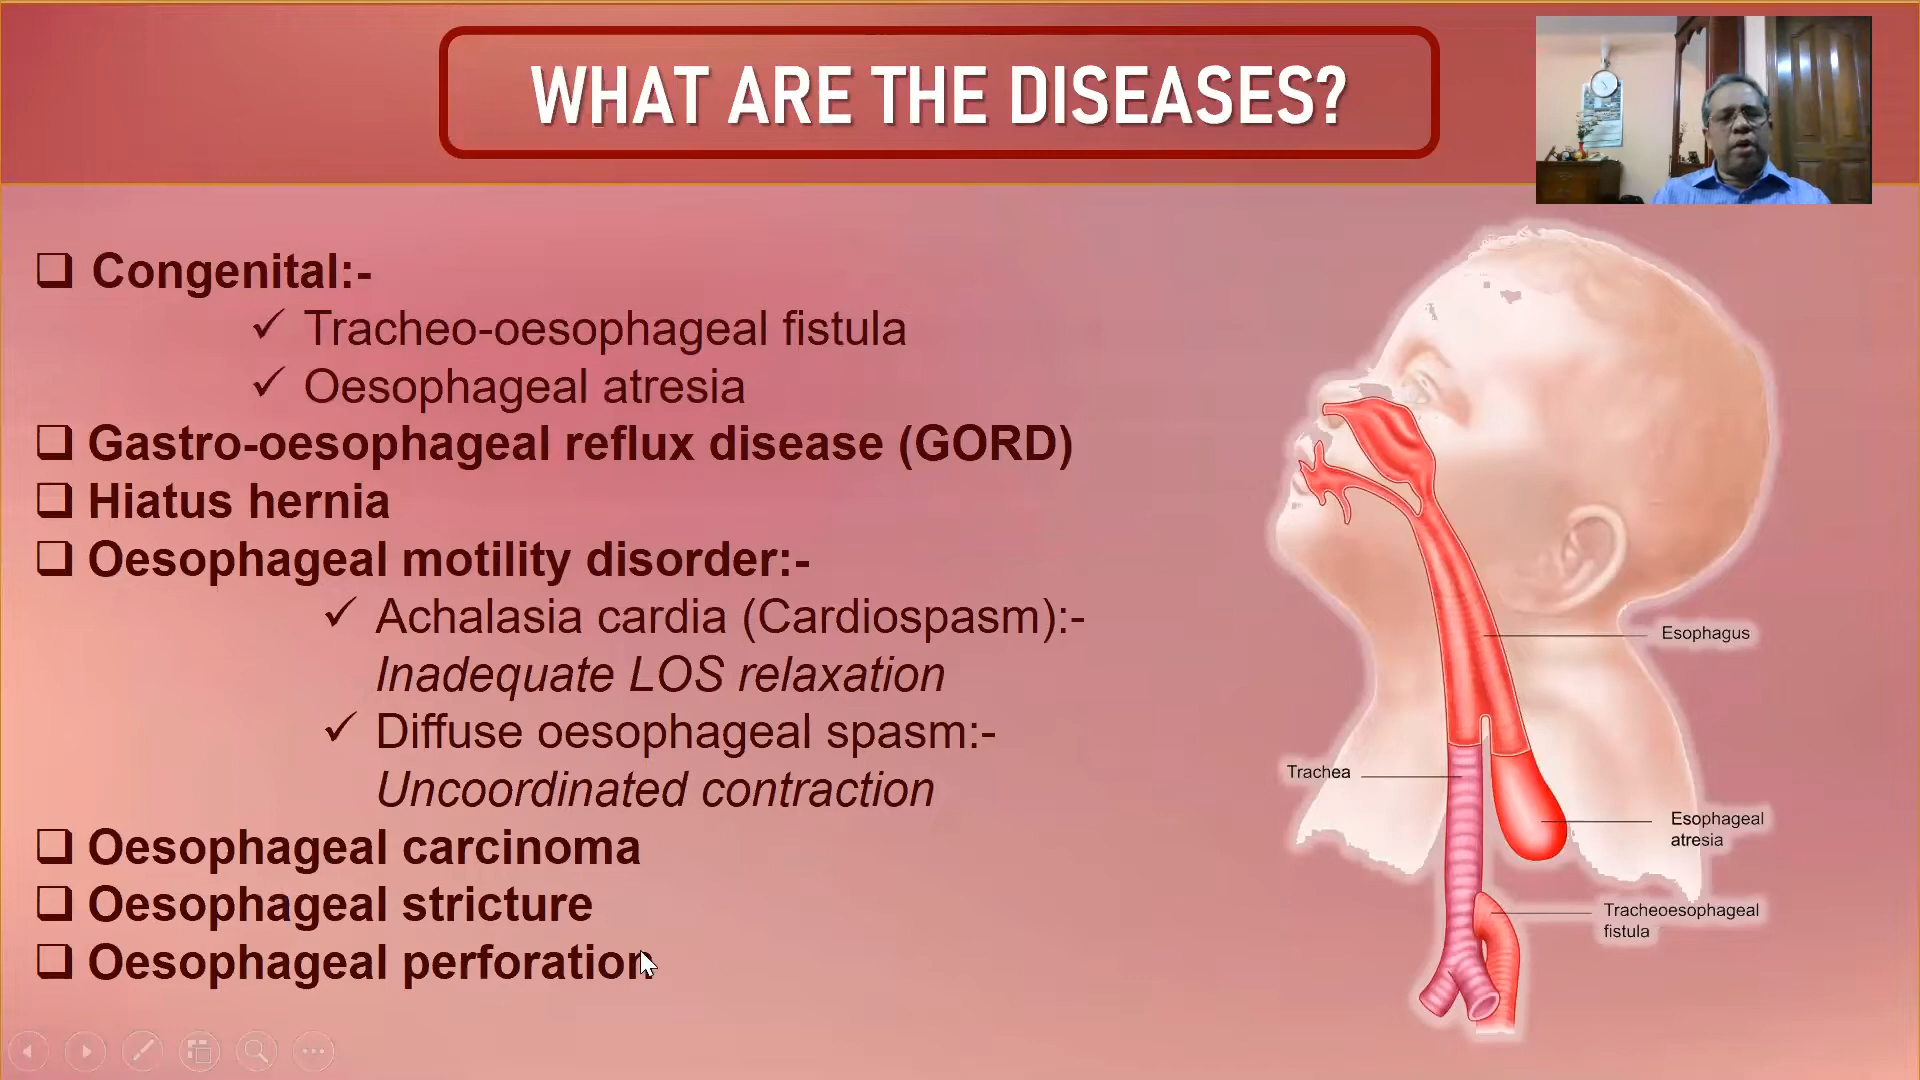 WHAT ARE THE DISEASES?
❑ Congenital:-
✓ Tracheo-oesophageal fistula
✓ Oesophageal atresia
❑ Gastro-oesophageal reflux disease (GORD)
❑ Hiatus hernia
❑ Oesophageal motility disorder:-
✓ Achalasia cardia (Cardiospasm):-
Inadequate LOS relaxation
✓ Diffuse oesophageal spasm:-
Uncoordinated contraction
❑ Oesophageal carcinoma
❑ Oesophageal stricture
❑ Oesophageal perforation
Esophagus
Trachea
Esophageal
atresia
Tracheoesophageal
fistula